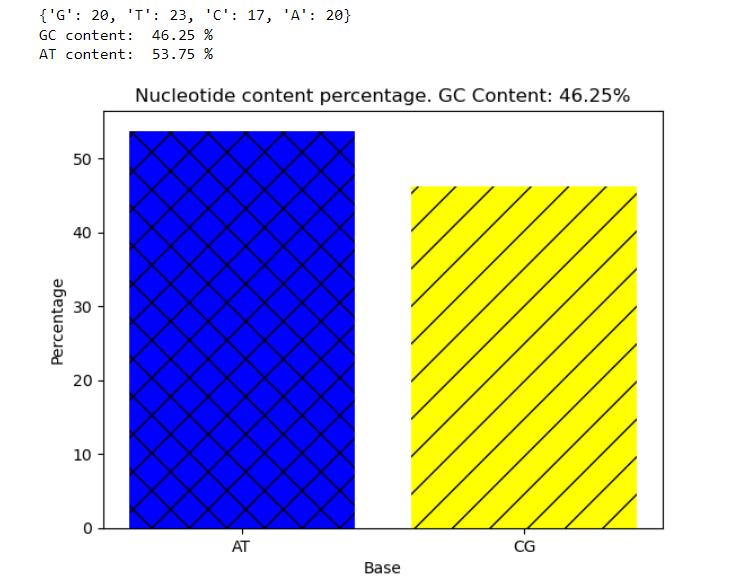 {'G': 20, 'T': 23, 'C': 17, 'A': 20}
GC content:  46.25 %
AT content:  53.75 %
Nucleotide content percentage. GC Content: 46.25%
Percentage
50
40
30
20
10
0
AT
CG
Base